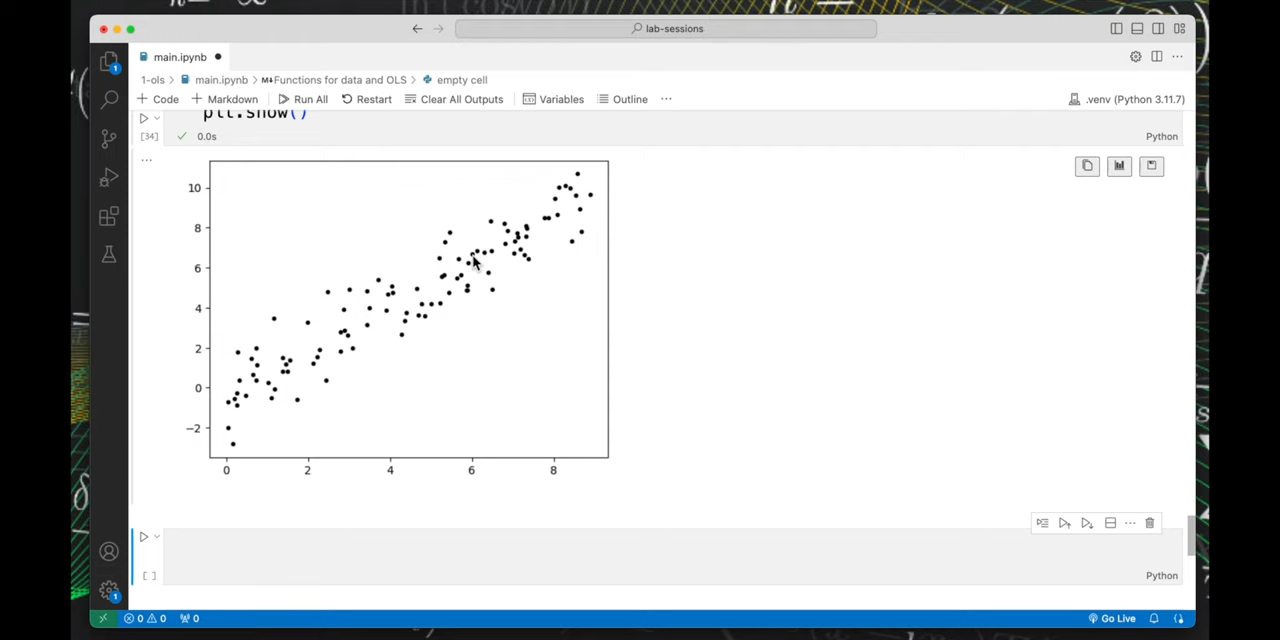 lab-sessions
main.ipynb
1-ols > main.ipynb > M↓Functions for data and OLS > empty cell
+ Code + Markdown Run All Restart Clear All Outputs Variables Outline ... .venv (Python 3.11.7)
plt.show()
[34] ✓ 0.0s Python
...
10
8
6
4
2
0
−2
0 2 4 6 8
[ ] Python
0 0 0 Go Live
1
1